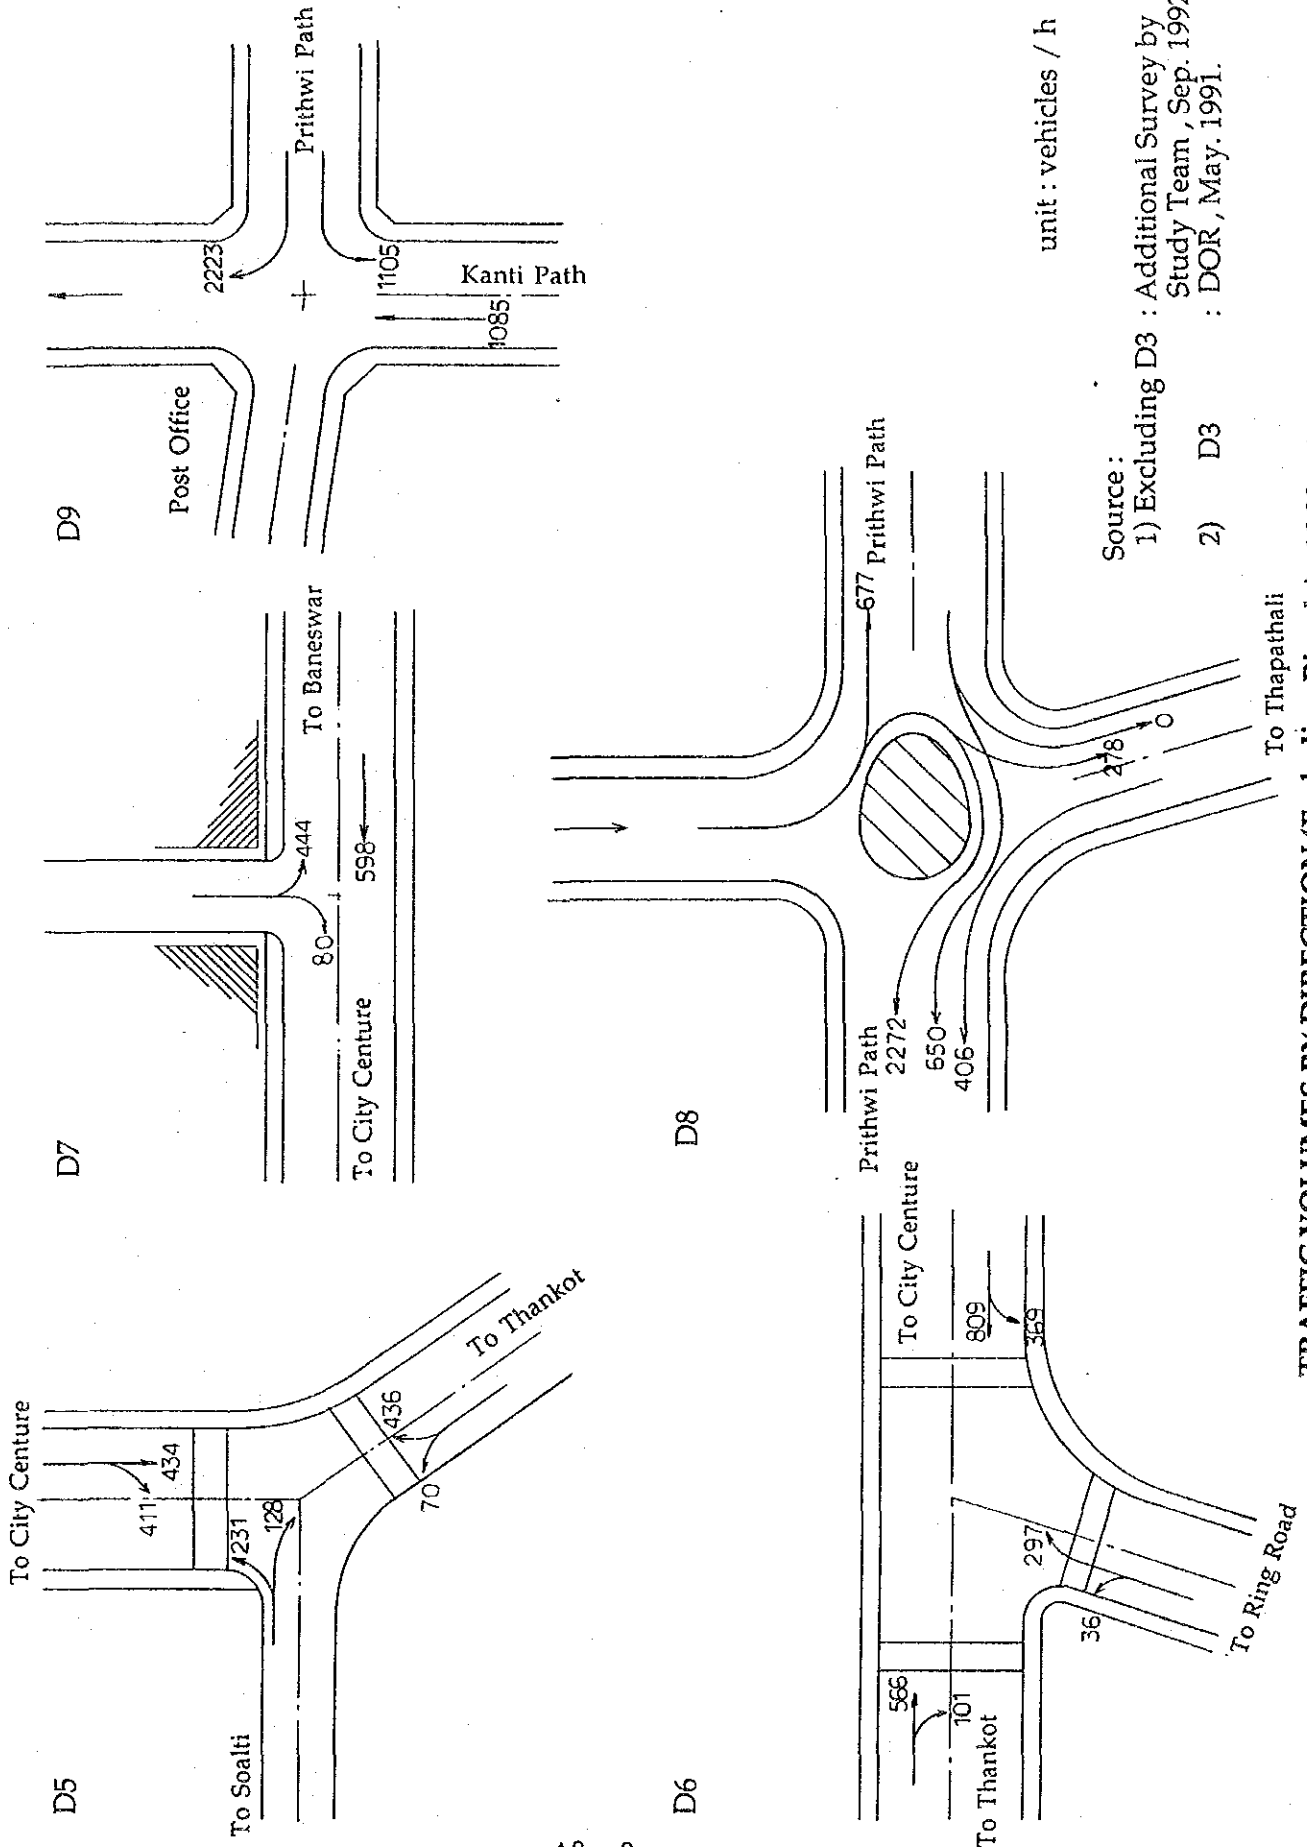 D5
To City Centure
411
434
231
128
436
70
To Soalti
To Thankot
D7
444
80
598
To Baneswar
To City Centure
D9
Post Office
2223
Prithwi Path
1105
Kanti Path
1085
D6
To City Centure
566
101
809
369
297
36
To Thankot
To Ring Road
D8
Prithwi Path
2272
650
406
677
Prithwi Path
278
0
To Thapathali
unit : vehicles / h
Source :
1) Excluding D3 : Additional Survey by
Study Team, Sep. 1992
2) D3 : DOR, May. 1991.
TRAFFIC VOLUMES BY DIRECTION